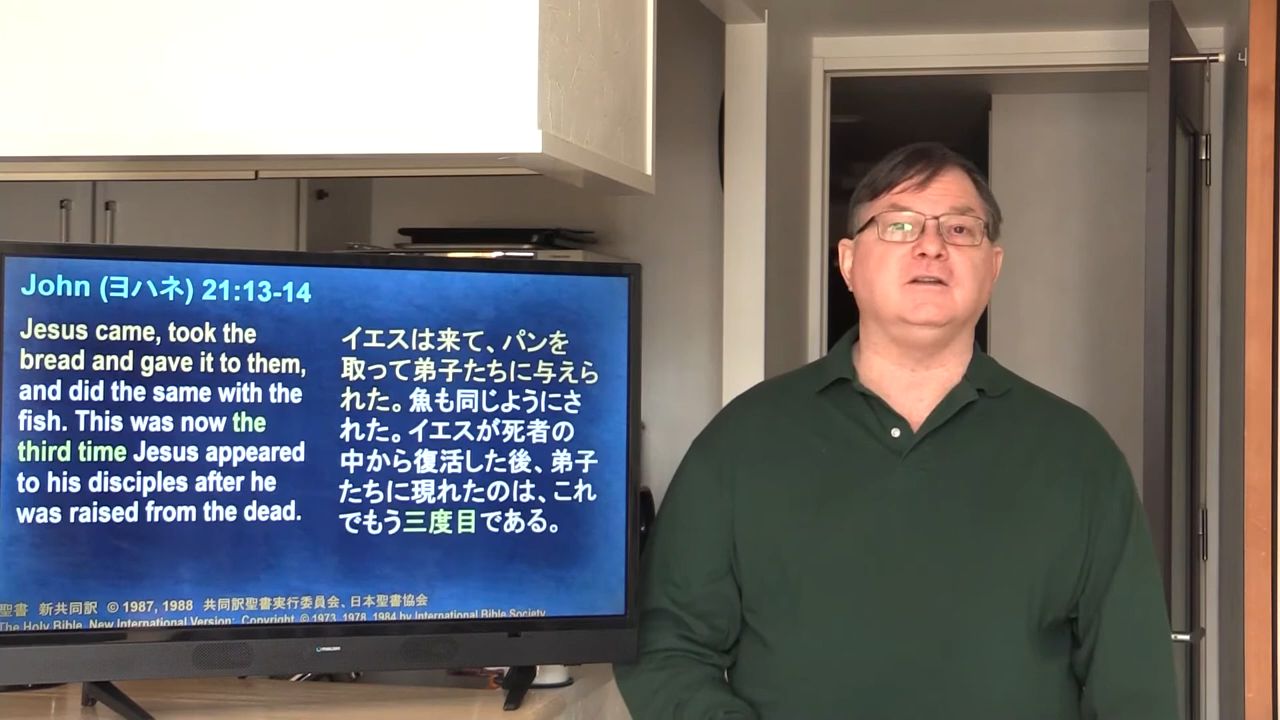 John (ヨハネ) 21:13-14
Jesus came, took the
bread and gave it to them,
and did the same with the
fish. This was now the
third time Jesus appeared
to his disciples after he
was raised from the dead.
イエスは来て、パンを
取って弟子たちに与えら
れた。魚も同じようにさ
れた。イエスが死者の
中から復活した後、弟子
たちに現れたのは、これ
でもう三度目である。
聖書 新共同訳 © 1987, 1988 共同訳聖書実行委員会、日本聖書協会
The Holy Bible, New International Version; Copyright © 1973, 1978, 1984 by International Bible Society